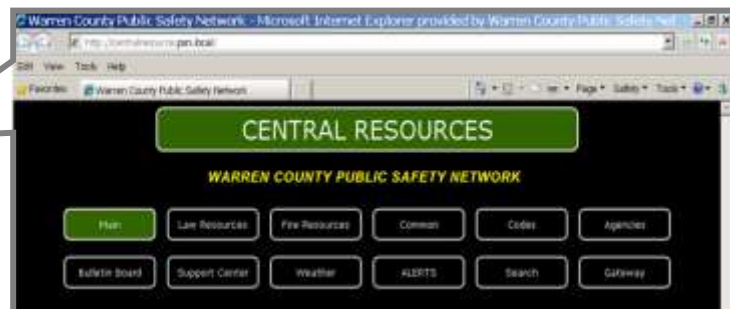 Warren County Public Safety Network - Microsoft Internet Explorer provided by Warren County Public Safety Net
psn.local/
Edit View Tools Help
Favorites Warren County Public Safety Network Page Safety Tools
CENTRAL RESOURCES
WARREN COUNTY PUBLIC SAFETY NETWORK
Main Law Resources Fire Resources Common Codes Agencies
Bulletin Board Support Center Weather ALERTS Search Gateway